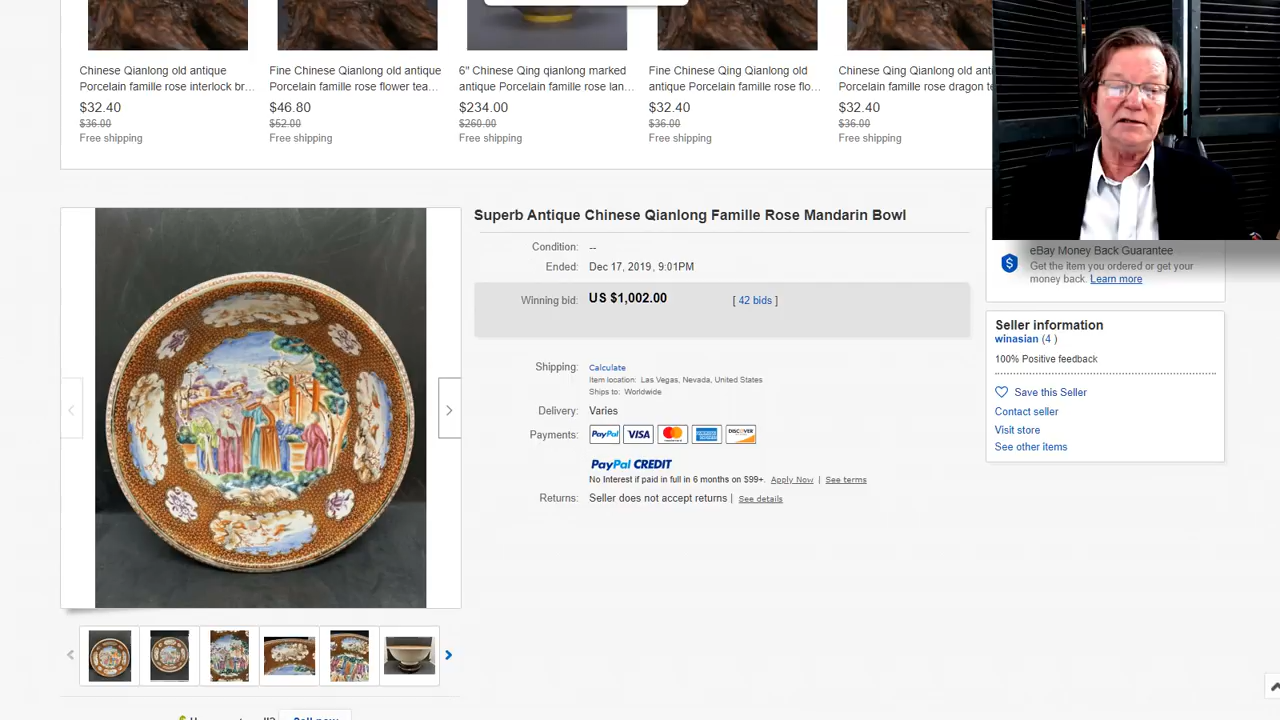 Chinese Qianlong old antique
Porcelain famille rose interlock br...
$32.40
$36.00
Free shipping
Fine Chinese Qianlong old antique
Porcelain famille rose flower tea...
$46.80
$52.00
Free shipping
6" Chinese Qing qianlong marked
antique Porcelain famille rose lan...
$234.00
$260.00
Free shipping
Fine Chinese Qing Qianlong old
antique Porcelain famille rose flo...
$32.40
$36.00
Free shipping
Chinese Qing Qianlong old ant
Porcelain famille rose dragon te
$32.40
$36.00
Free shipping
Superb Antique Chinese Qianlong Famille Rose Mandarin Bowl
Condition: --
Ended: Dec 17, 2019, 9:01PM
Winning bid: US $1,002.00 [ 42 bids ]
Shipping: Calculate
Item location: Las Vegas, Nevada, United States
Ships to: Worldwide
Delivery: Varies
Payments: PayPal VISA MasterCard AMERICAN EXPRESS DISCOVER
PayPal CREDIT
No Interest if paid in full in 6 months on $99+. Apply Now | See terms
Returns: Seller does not accept returns | See details
eBay Money Back Guarantee
Get the item you ordered or get your
money back. Learn more
Seller information
winasian (4 )
100% Positive feedback
Save this Seller
Contact seller
Visit store
See other items